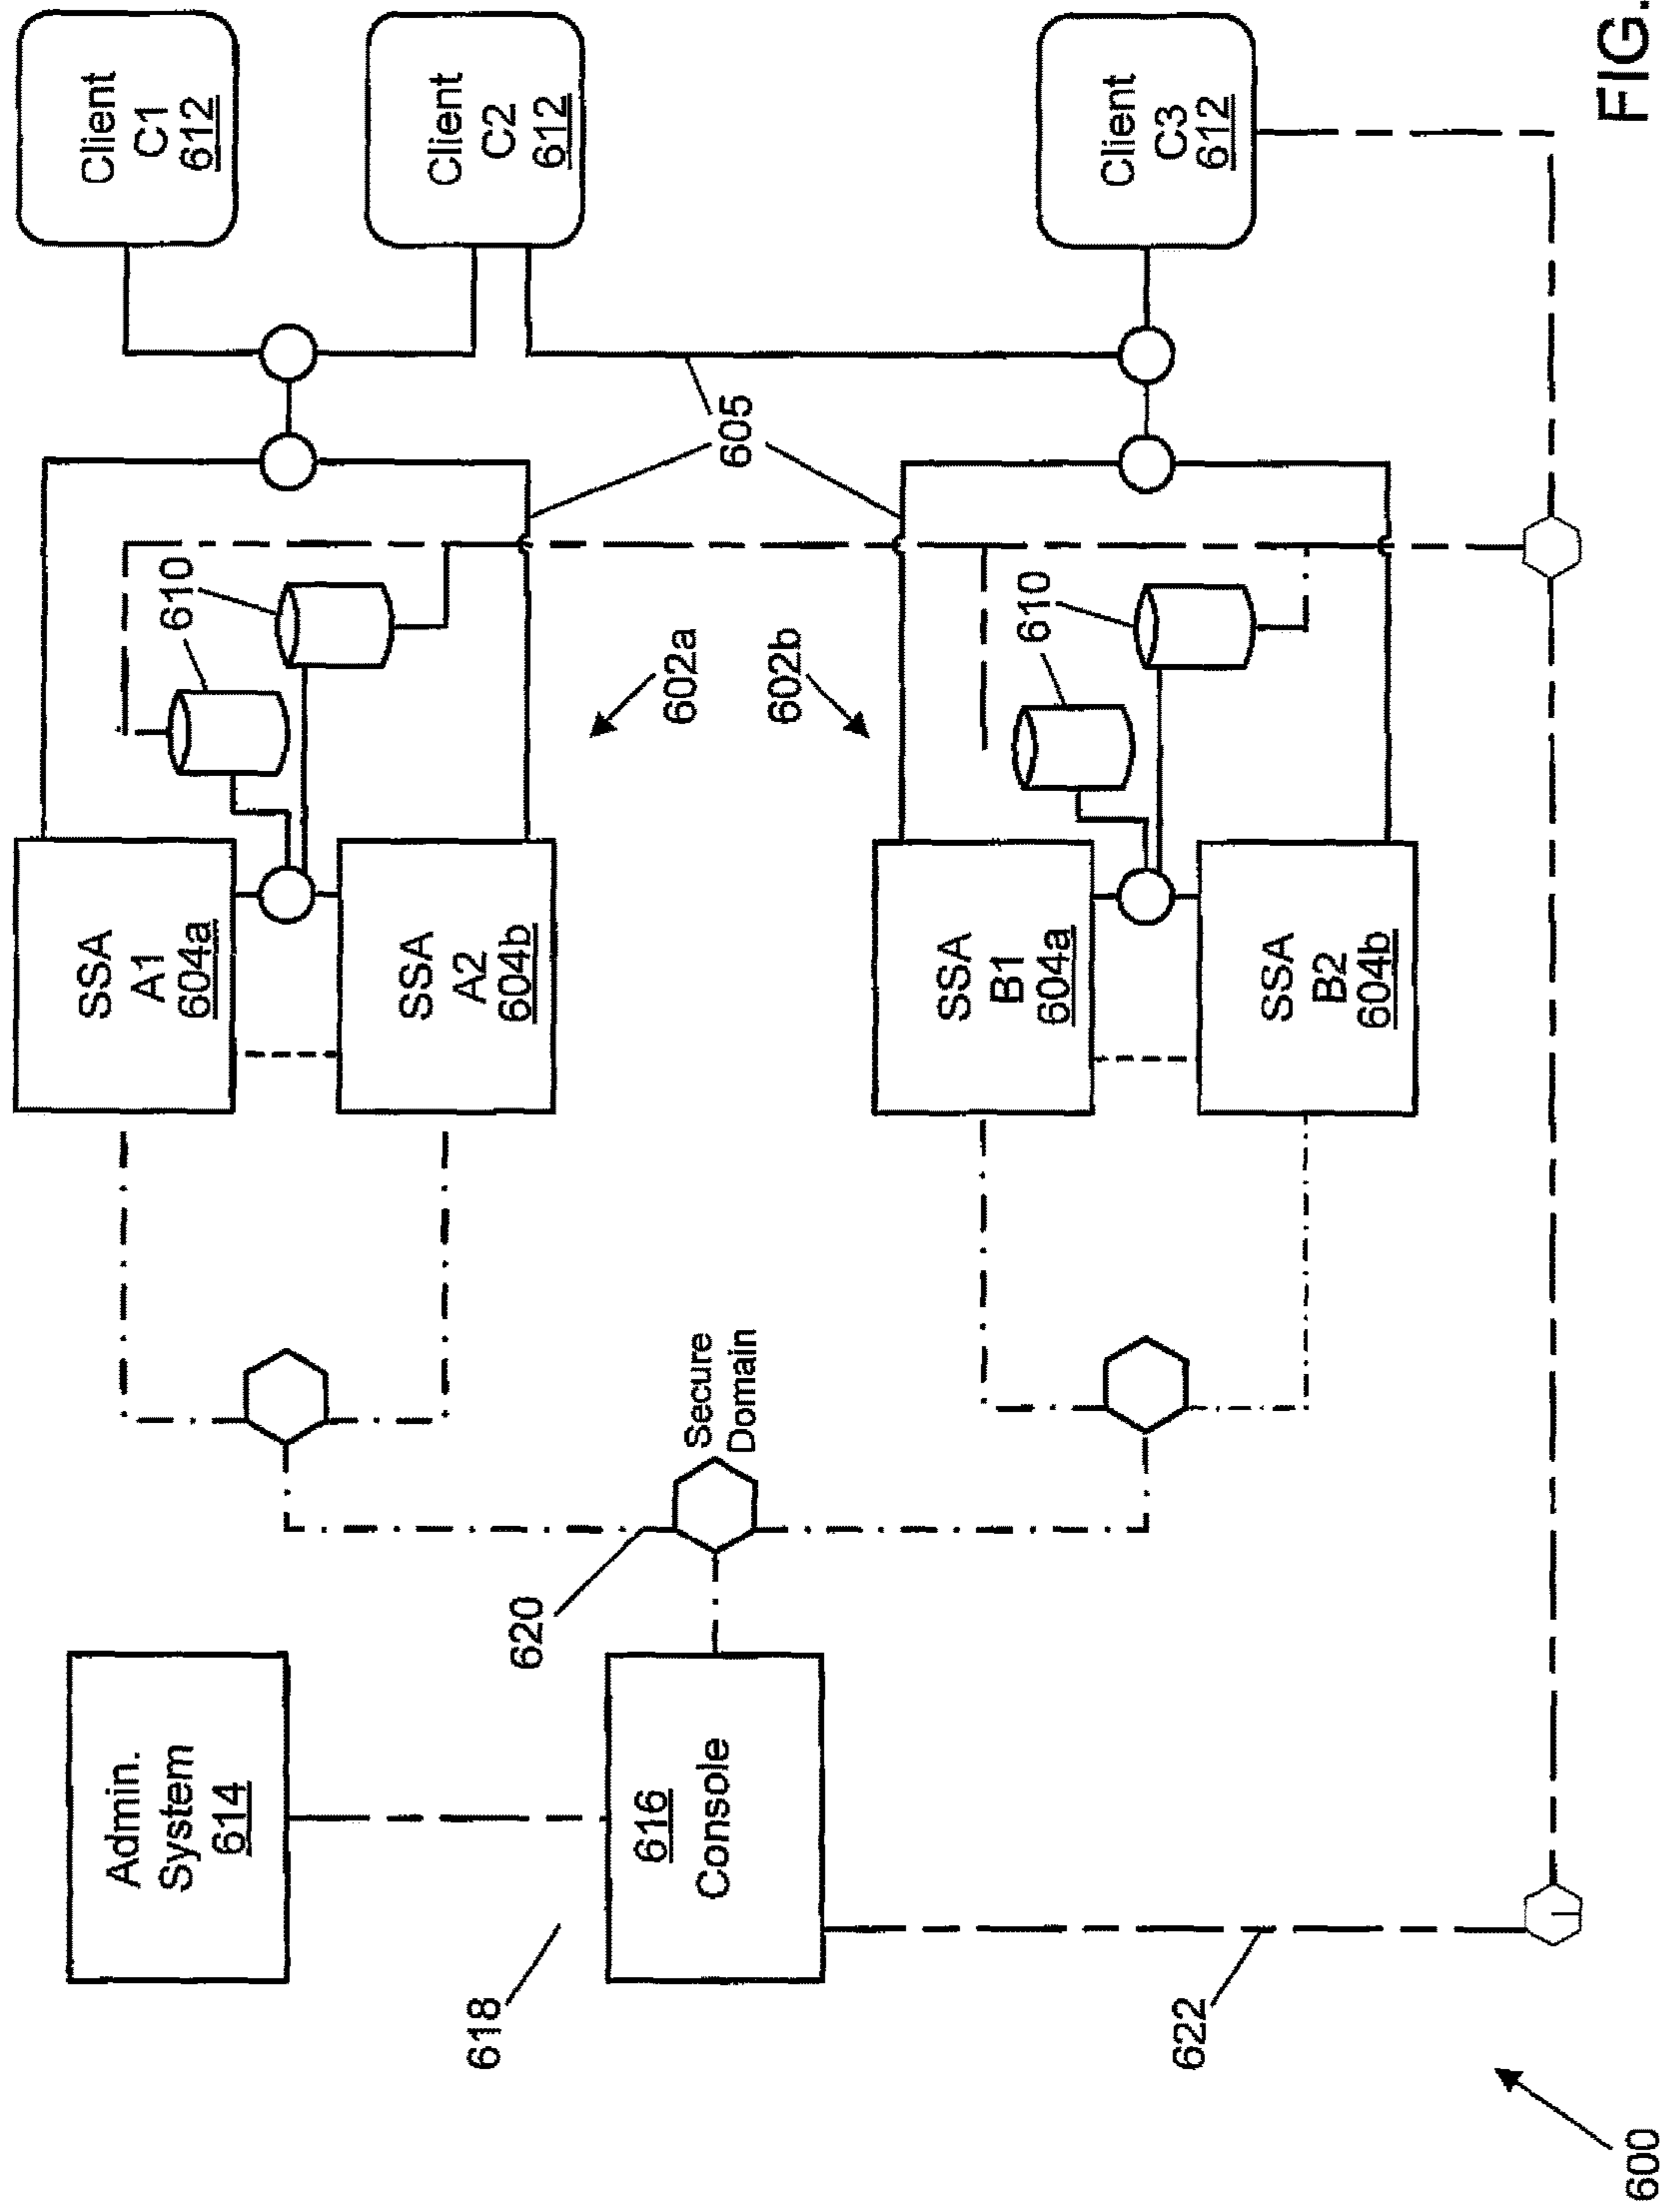 Client
C1
612
Client
C2
612
Client
C3
612
605
610
610
602a
602b
SSA
A1
604a
SSA
A2
604b
SSA
B1
604a
SSA
B2
604b
Secure
Domain
620
Admin.
System
614
616
Console
618
622
600
FIG.